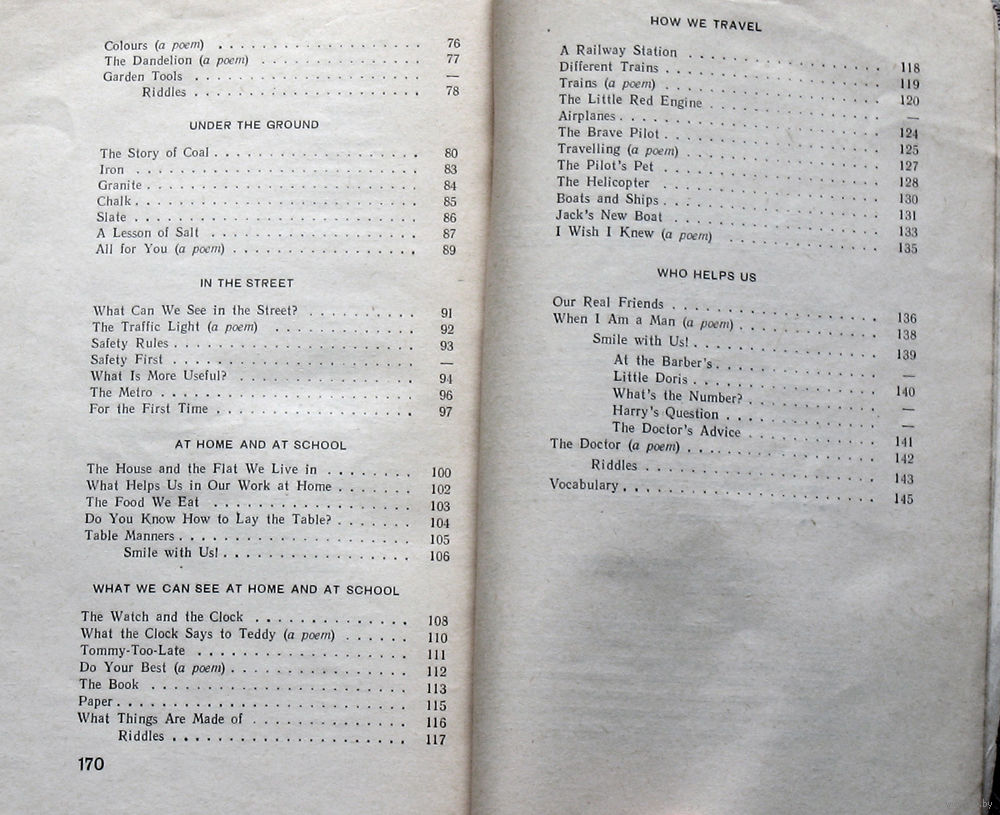 Colours (a poem) . . . . . . . . . . . . . . . . . . 76
The Dandelion (a poem) . . . . . . . . . . . . . . 77
Garden Tools . . . . . . . . . . . . . . . . . . . . —
Riddles . . . . . . . . . . . . . . . . . . . . 78
UNDER THE GROUND
The Story of Coal . . . . . . . . . . . . . . . . . . 80
Iron . . . . . . . . . . . . . . . . . . . . . . . . 83
Granite . . . . . . . . . . . . . . . . . . . . . . . 84
Chalk . . . . . . . . . . . . . . . . . . . . . . . . 85
Slate . . . . . . . . . . . . . . . . . . . . . . . . 86
A Lesson of Salt . . . . . . . . . . . . . . . . . . 87
All for You (a poem) . . . . . . . . . . . . . . . . 89
IN THE STREET
What Can We See in the Street? . . . . . . . . . . 91
The Traffic Light (a poem) . . . . . . . . . . . . . 92
Safety Rules . . . . . . . . . . . . . . . . . . . . 93
Safety First . . . . . . . . . . . . . . . . . . . . —
What Is More Useful? . . . . . . . . . . . . . . . 94
The Metro . . . . . . . . . . . . . . . . . . . . . 96
For the First Time . . . . . . . . . . . . . . . . . 97
AT HOME AND AT SCHOOL
The House and the Flat We Live in . . . . . . . . 100
What Helps Us in Our Work at Home . . . . . . . 102
The Food We Eat . . . . . . . . . . . . . . . . . . 103
Do You Know How to Lay the Table? . . . . . . . 104
Table Manners . . . . . . . . . . . . . . . . . . . . 105
Smile with Us! . . . . . . . . . . . . . . . . . 106
WHAT WE CAN SEE AT HOME AND AT SCHOOL
The Watch and the Clock . . . . . . . . . . . . . . 108
What the Clock Says to Teddy (a poem) . . . . . . 110
Tommy-Too-Late . . . . . . . . . . . . . . . . . . 111
Do Your Best (a poem) . . . . . . . . . . . . . . . 112
The Book . . . . . . . . . . . . . . . . . . . . . . 113
Paper . . . . . . . . . . . . . . . . . . . . . . . . 115
What Things Are Made of . . . . . . . . . . . . . . 116
Riddles . . . . . . . . . . . . . . . . . . . . 117
170
HOW WE TRAVEL
A Railway Station . . . . . . . . . . . . . . . . . 118
Different Trains . . . . . . . . . . . . . . . . . . 119
Trains (a poem) . . . . . . . . . . . . . . . . . . 120
The Little Red Engine . . . . . . . . . . . . . . . —
Airplanes . . . . . . . . . . . . . . . . . . . . . . 124
The Brave Pilot . . . . . . . . . . . . . . . . . . 125
Travelling (a poem) . . . . . . . . . . . . . . . . 127
The Pilot's Pet . . . . . . . . . . . . . . . . . . 128
The Helicopter . . . . . . . . . . . . . . . . . . . 130
Boats and Ships . . . . . . . . . . . . . . . . . . 131
Jack's New Boat . . . . . . . . . . . . . . . . . . 133
I Wish I Knew (a poem) . . . . . . . . . . . . . . 135
WHO HELPS US
Our Real Friends . . . . . . . . . . . . . . . . . . 136
When I Am a Man (a poem) . . . . . . . . . . . . 138
Smile with Us! . . . . . . . . . . . . . . . . . 139
At the Barber's . . . . . . . . . . . . . . . . —
Little Doris . . . . . . . . . . . . . . . . . . 140
What's the Number? . . . . . . . . . . . . . . —
Harry's Question . . . . . . . . . . . . . . . —
The Doctor's Advice . . . . . . . . . . . . . 141
The Doctor (a poem) . . . . . . . . . . . . . . . . 142
Riddles . . . . . . . . . . . . . . . . . . . . 143
Vocabulary . . . . . . . . . . . . . . . . . . . . . 145